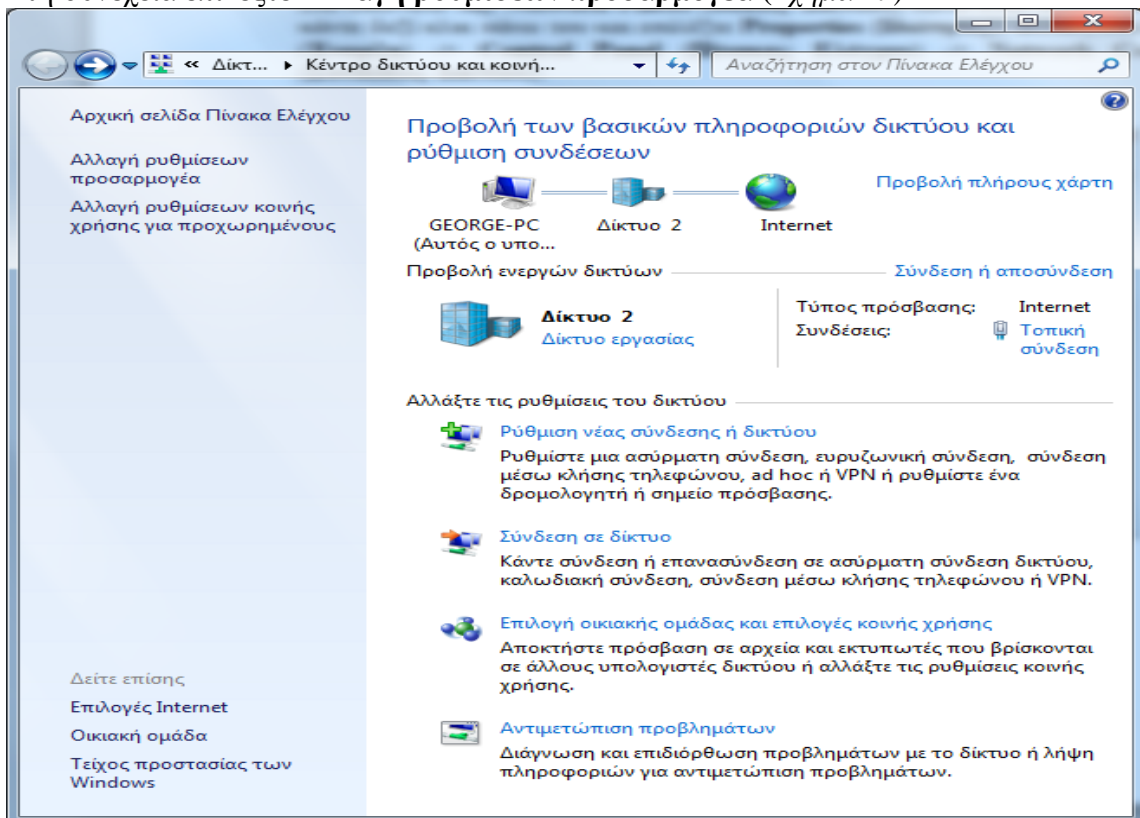 προσαρμογέα
« Δίκτ... ▸ Κέντρο δικτύου και κοινή...
Αναζήτηση στον Πίνακα Ελέγχου
Αρχική σελίδα Πίνακα Ελέγχου
Αλλαγή ρυθμίσεων
προσαρμογέα
Αλλαγή ρυθμίσεων κοινής
χρήσης για προχωρημένους
Προβολή των βασικών πληροφοριών δικτύου και
ρύθμιση συνδέσεων
Προβολή πλήρους χάρτη
GEORGE-PC
(Αυτός ο υπο...
Δίκτυο 2
Internet
Προβολή ενεργών δικτύων
Σύνδεση ή αποσύνδεση
Δίκτυο 2
Δίκτυο εργασίας
Τύπος πρόσβασης: Internet
Συνδέσεις: Τοπική
σύνδεση
Αλλάξτε τις ρυθμίσεις του δικτύου
Ρύθμιση νέας σύνδεσης ή δικτύου
Ρυθμίστε μια ασύρματη σύνδεση, ευρυζωνική σύνδεση, σύνδεση
μέσω κλήσης τηλεφώνου, ad hoc ή VPN ή ρυθμίστε ένα
δρομολογητή ή σημείο πρόσβασης.
Σύνδεση σε δίκτυο
Κάντε σύνδεση ή επανασύνδεση σε ασύρματη σύνδεση δικτύου,
καλωδιακή σύνδεση, σύνδεση μέσω κλήσης τηλεφώνου ή VPN.
Επιλογή οικιακής ομάδας και επιλογές κοινής χρήσης
Αποκτήστε πρόσβαση σε αρχεία και εκτυπωτές που βρίσκονται
σε άλλους υπολογιστές δικτύου ή αλλάξτε τις ρυθμίσεις κοινής
χρήσης.
Αντιμετώπιση προβλημάτων
Διάγνωση και επιδιόρθωση προβλημάτων με το δίκτυο ή λήψη
πληροφοριών για αντιμετώπιση προβλημάτων.
Δείτε επίσης
Επιλογές Internet
Οικιακή ομάδα
Τείχος προστασίας των
Windows